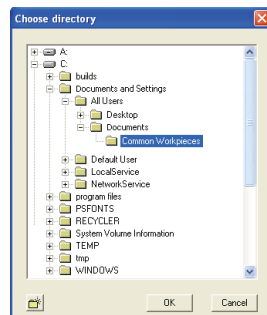 Choose directory
A:
C:
builds
Documents and Settings
All Users
Desktop
Documents
Common Workpieces
Default User
LocalService
NetworkService
program files
PSFONTS
RECYCLER
System Volume Information
TEMP
tmp
WINDOWS
OK Cancel